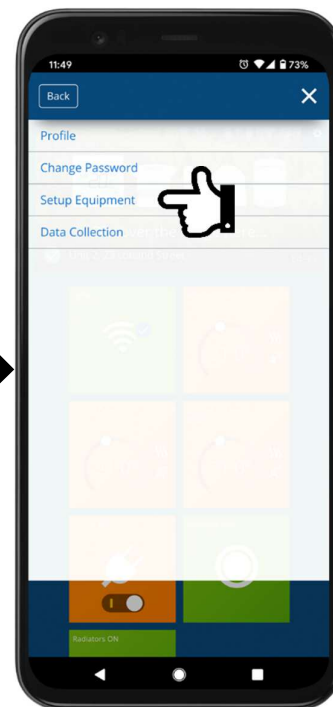 11:49
73%
Back
Profile
Change Password
Setup Equipment
Data Collection
Radiators ON